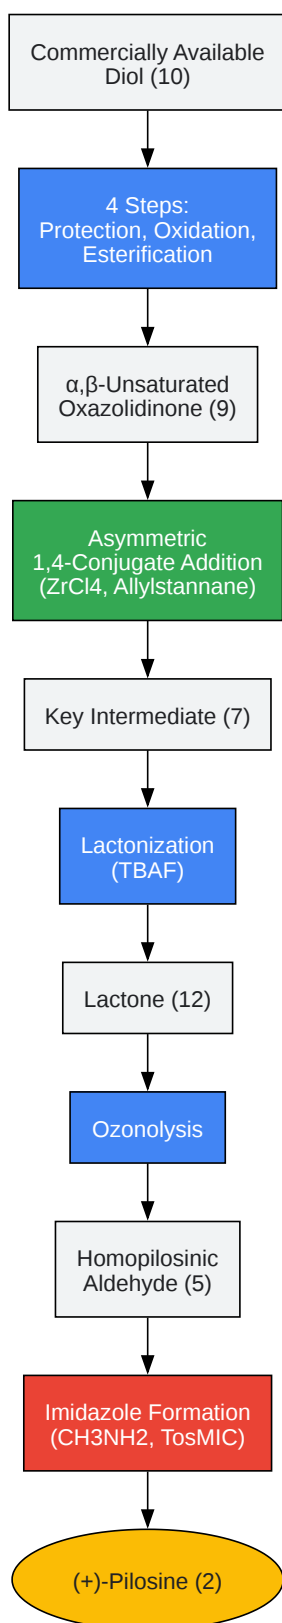 Commercially Available
Diol (10)
4 Steps:
Protection, Oxidation,
Esterification
α,β-Unsaturated
Oxazolidinone (9)
Asymmetric
1,4-Conjugate Addition
(ZrCl4, Allylstannane)
Key Intermediate (7)
Lactonization
(TBAF)
Lactone (12)
Ozonolysis
Homopilosinic
Aldehyde (5)
Imidazole Formation
(CH3NH2, TosMIC)
(+)-Pilosine (2)